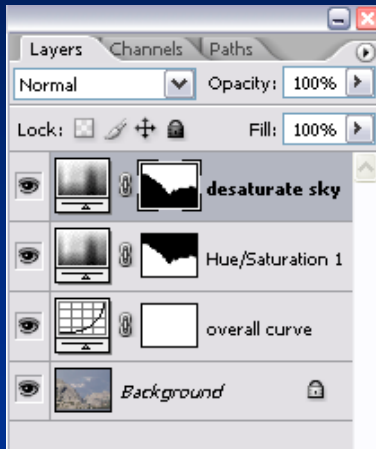 Layers Channels Paths
Normal Opacity: 100%
Lock: Fill: 100%
desaturate sky
Hue/Saturation 1
overall curve
Background